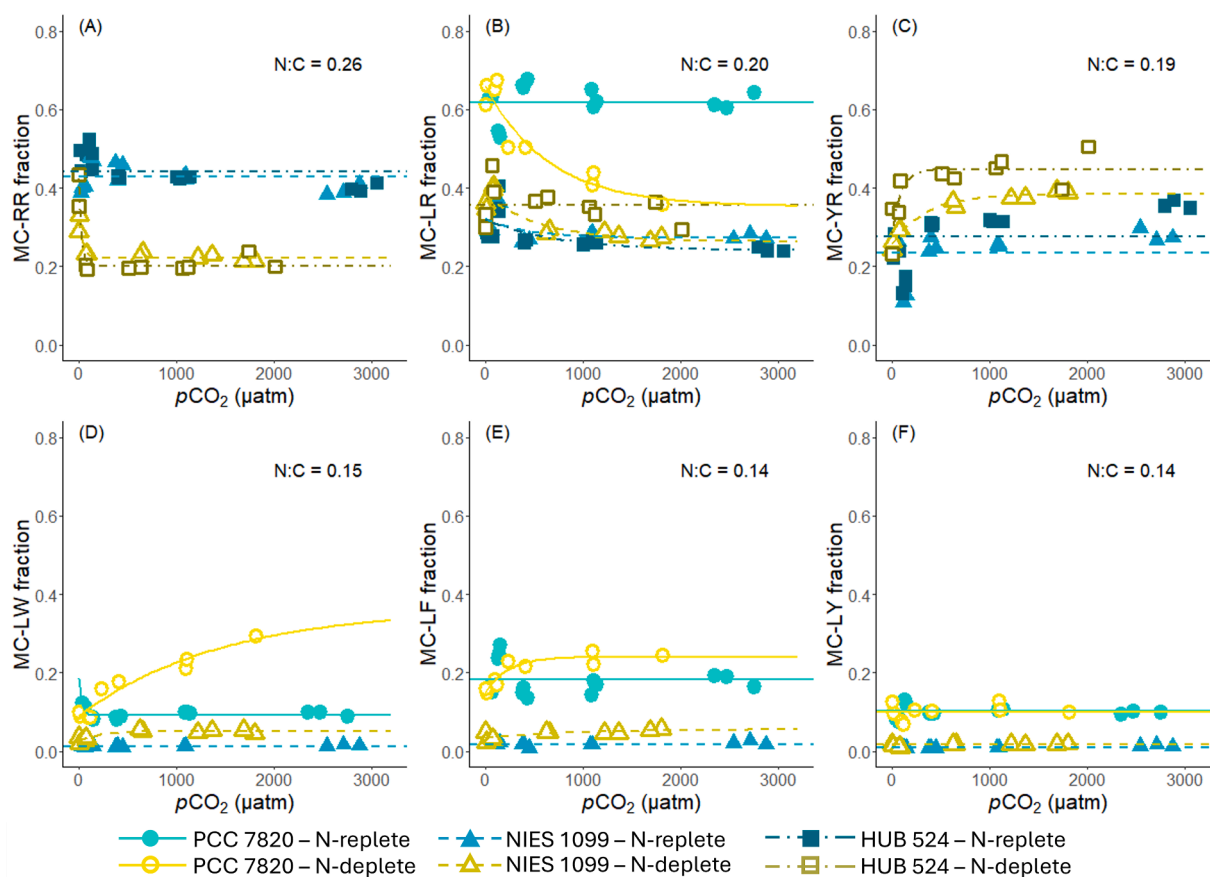 (A)
N:C = 0.26
MC-RR fraction
0.8
0.6
0.4
0.2
0.0
0 1000 2000 3000
pCO₂ (µatm)
(B)
N:C = 0.20
MC-LR fraction
0.8
0.6
0.4
0.2
0.0
0 1000 2000 3000
pCO₂ (µatm)
(C)
N:C = 0.19
MC-YR fraction
0.8
0.6
0.4
0.2
0.0
0 1000 2000 3000
pCO₂ (µatm)
(D)
N:C = 0.15
MC-LW fraction
0.8
0.6
0.4
0.2
0.0
0 1000 2000 3000
pCO₂ (µatm)
(E)
N:C = 0.14
MC-LF fraction
0.8
0.6
0.4
0.2
0.0
0 1000 2000 3000
pCO₂ (µatm)
(F)
N:C = 0.14
MC-LY fraction
0.8
0.6
0.4
0.2
0.0
0 1000 2000 3000
pCO₂ (µatm)
PCC 7820 – N-replete
NIES 1099 – N-replete
HUB 524 – N-replete
PCC 7820 – N-deplete
NIES 1099 – N-deplete
HUB 524 – N-deplete